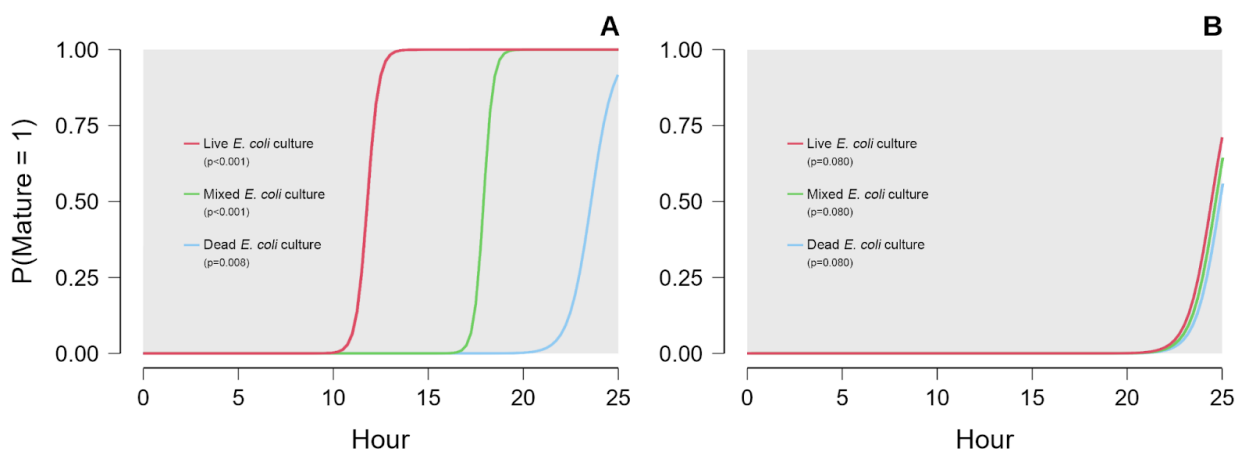 A
P(Mature = 1)
1.00
0.75
0.50
0.25
0.00
Live E. coli culture
(p<0.001)
Mixed E. coli culture
(p<0.001)
Dead E. coli culture
(p=0.008)
0 5 10 15 20 25
Hour
B
1.00
0.75
0.50
0.25
0.00
Live E. coli culture
(p=0.080)
Mixed E. coli culture
(p=0.080)
Dead E. coli culture
(p=0.080)
0 5 10 15 20 25
Hour